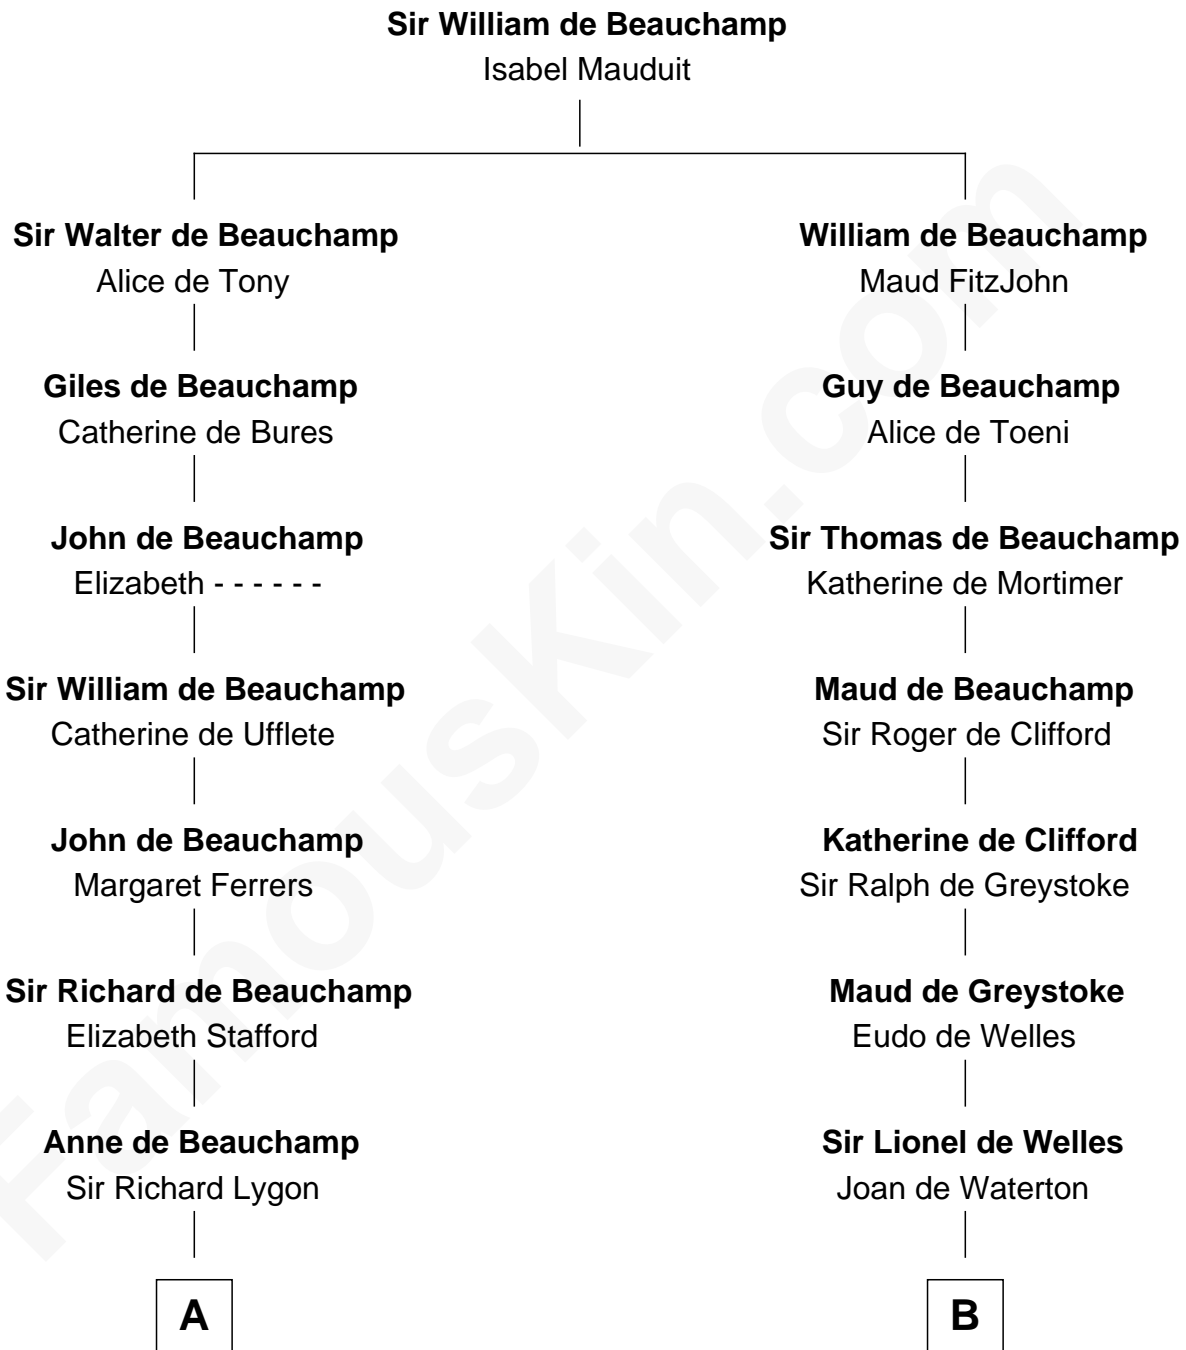 Sir William de Beauchamp
Isabel Mauduit
Sir Walter de Beauchamp
Alice de Tony
William de Beauchamp
Maud FitzJohn
Giles de Beauchamp
Catherine de Bures
Guy de Beauchamp
Alice de Toeni
John de Beauchamp
Elizabeth - - - - - -
Sir Thomas de Beauchamp
Katherine de Mortimer
Sir William de Beauchamp
Catherine de Ufflete
Maud de Beauchamp
Sir Roger de Clifford
John de Beauchamp
Margaret Ferrers
Katherine de Clifford
Sir Ralph de Greystoke
Sir Richard de Beauchamp
Elizabeth Stafford
Maud de Greystoke
Eudo de Welles
Anne de Beauchamp
Sir Richard Lygon
Sir Lionel de Welles
Joan de Waterton
A
B
FamousKin.com